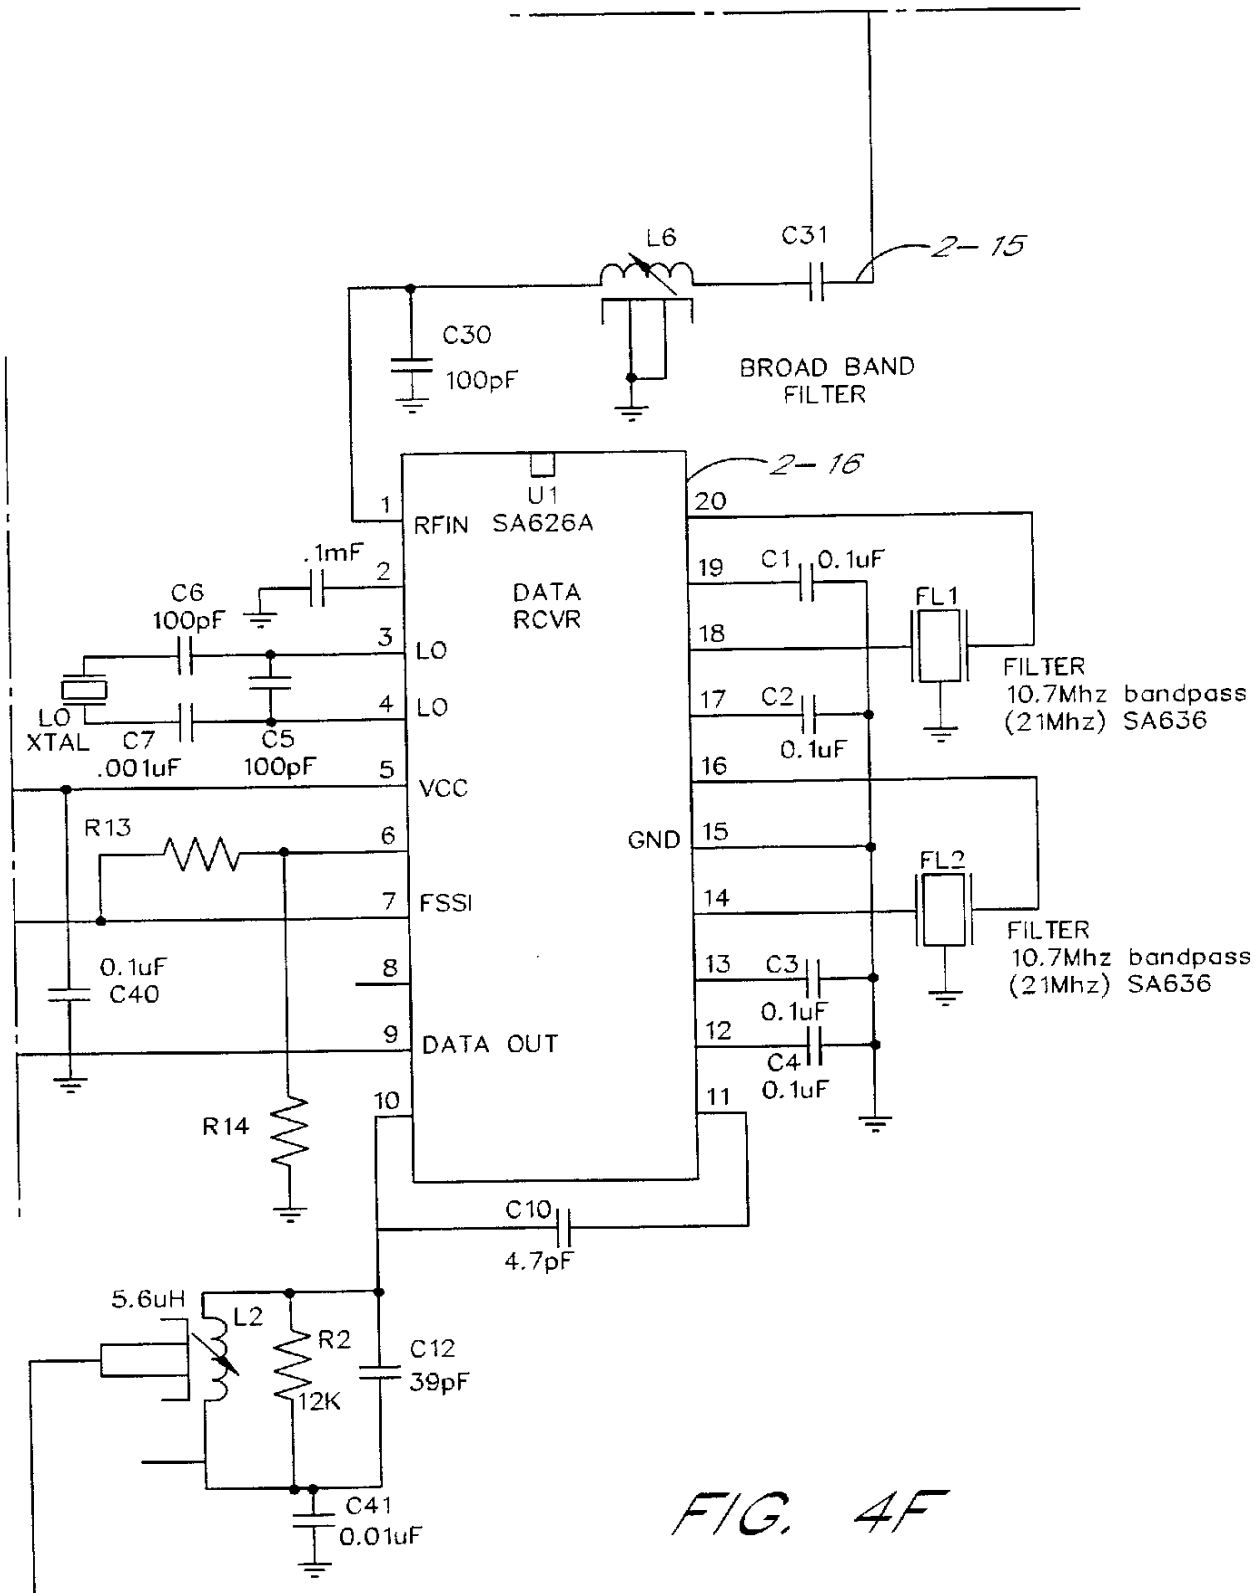 L6
C31
2-15
C30
100pF
BROAD BAND
FILTER
2-16
U1
1
RFIN SA626A
20
.1mF
2
19
C1 0.1uF
DATA
RCVR
C6
100pF
FL1
3
LO
18
FILTER
10.7Mhz bandpass
(21Mhz) SA636
4
LO
17
C2
0.1uF
LO
XTAL
C7
.001uF
C5
100pF
5
VCC
16
R13
6
GND
15
FL2
7
FSSI
14
FILTER
10.7Mhz bandpass
(21Mhz) SA636
0.1uF
C40
8
13
C3
0.1uF
9
DATA OUT
12
C4
0.1uF
10
11
R14
C10
4.7pF
5.6uH
L2
R2
12K
C12
39pF
C41
0.01uF
FIG. 4F